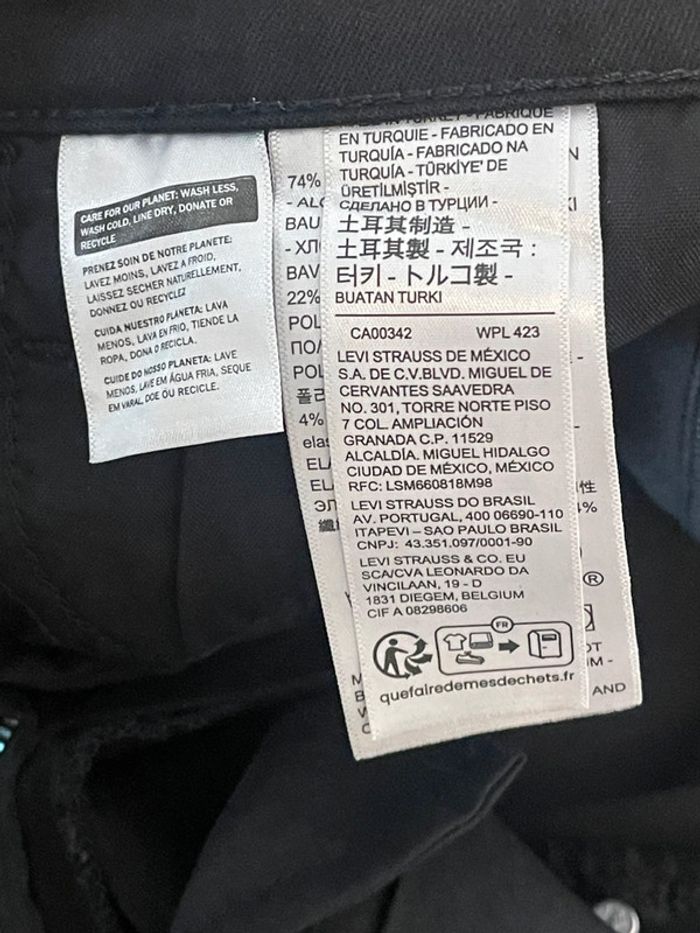 CARE FOR OUR PLANET: WASH LESS,
WASH COLD, LINE DRY, DONATE OR
RECYCLE
PRENEZ SOIN DE NOTRE PLANETE:
LAVEZ MOINS, LAVEZ A FROID,
LAISSEZ SECHER NATURELLEMENT,
DONNEZ OU RECYCLEZ
CUIDA NUESTRO PLANETA: LAVA
MENOS, LAVA EN FRIO, TIENDE LA
ROPA, DONA O RECICLA.
CUIDE DO NOSSO PLANETA: LAVE
MENOS, LAVE EM ÁGUA FRIA, SEQUE
EM VARAL, DOE OU RECICLE.
74%
BAU
BAV
22%
POL
POL
4%
TURKEY - FABRIQUE
EN TURQUIE - FABRICADO EN
TURQUÍA - FABRICADO NA
TURQUÍA - TÜRKİYE' DE
ÜRETİLMİŞTİR -
СДЕЛАНО В ТУРЦИИ -
土耳其制造 -
土耳其製 - 제조국 :
터키 - トルコ製 -
BUATAN TURKI
CA00342 WPL 423
LEVI STRAUSS DE MÉXICO
S.A. DE C.V.BLVD. MIGUEL DE
CERVANTES SAAVEDRA
NO. 301, TORRE NORTE PISO
7 COL. AMPLIACIÓN
GRANADA C.P. 11529
ALCALDÍA. MIGUEL HIDALGO
CIUDAD DE MÉXICO, MÉXICO
RFC: LSM660818M98
LEVI STRAUSS DO BRASIL
AV. PORTUGAL, 400 06690-110
ITAPEVI – SAO PAULO BRASIL
CNPJ: 43.351.097/0001-90
LEVI STRAUSS & CO. EU
SCA/CVA LEONARDO DA
VINCILAAN, 19 - D
1831 DIEGEM, BELGIUM
CIF A 08298606
FR
quefairedemesdechets.fr
®
AND